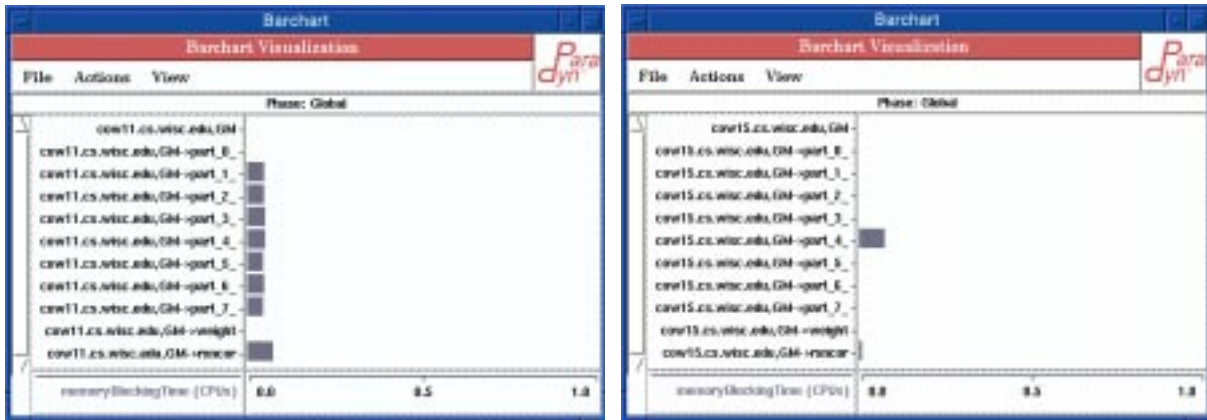 Barchart
Barchart Visualization
Paradyn
File Actions View
Phase: Global
cow11.cs.wisc.edu,GM
cow11.cs.wisc.edu,GM->part_0_
cow11.cs.wisc.edu,GM->part_1_
cow11.cs.wisc.edu,GM->part_2_
cow11.cs.wisc.edu,GM->part_3_
cow11.cs.wisc.edu,GM->part_4_
cow11.cs.wisc.edu,GM->part_5_
cow11.cs.wisc.edu,GM->part_6_
cow11.cs.wisc.edu,GM->part_7_
cow11.cs.wisc.edu,GM->weight
cow11.cs.wisc.edu,GM->
memoryBlockingTime (CPUs) 0.0 0.5 1.0
Barchart
Barchart Visualization
Paradyn
File Actions View
Phase: Global
cow15.cs.wisc.edu,GM
cow15.cs.wisc.edu,GM->part_0_
cow15.cs.wisc.edu,GM->part_1_
cow15.cs.wisc.edu,GM->part_2_
cow15.cs.wisc.edu,GM->part_3_
cow15.cs.wisc.edu,GM->part_4_
cow15.cs.wisc.edu,GM->part_5_
cow15.cs.wisc.edu,GM->part_6_
cow15.cs.wisc.edu,GM->part_7_
cow15.cs.wisc.edu,GM->weight
cow15.cs.wisc.edu,GM->
memoryBlockingTime (CPUs) 0.0 0.5 1.0